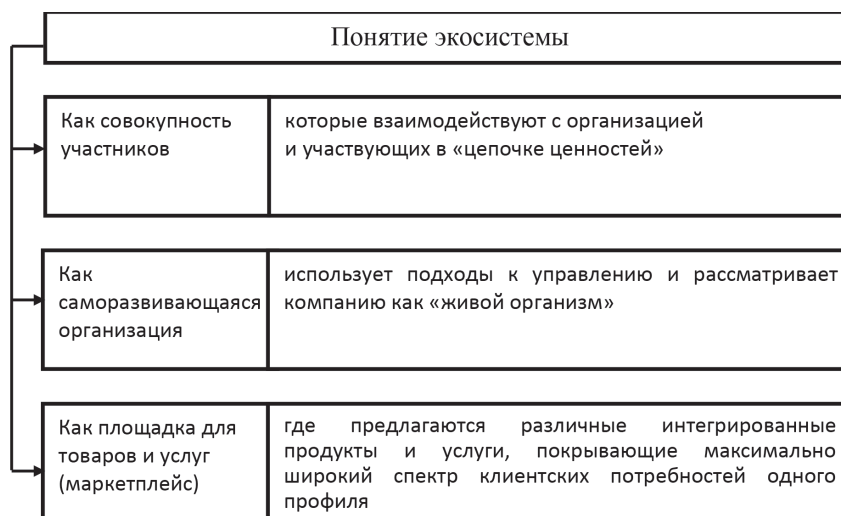 Понятие экосистемы
Как совокупность
участников
которые взаимодействуют с организацией
и участвующих в «цепочке ценностей»
Как
саморазвивающаяся
организация
использует подходы к управлению и рассматривает
компанию как «живой организм»
Как площадка для
товаров и услуг
(маркетплейс)
где предлагаются различные интегрированные
продукты и услуги, покрывающие максимально
широкий спектр клиентских потребностей одного
профиля